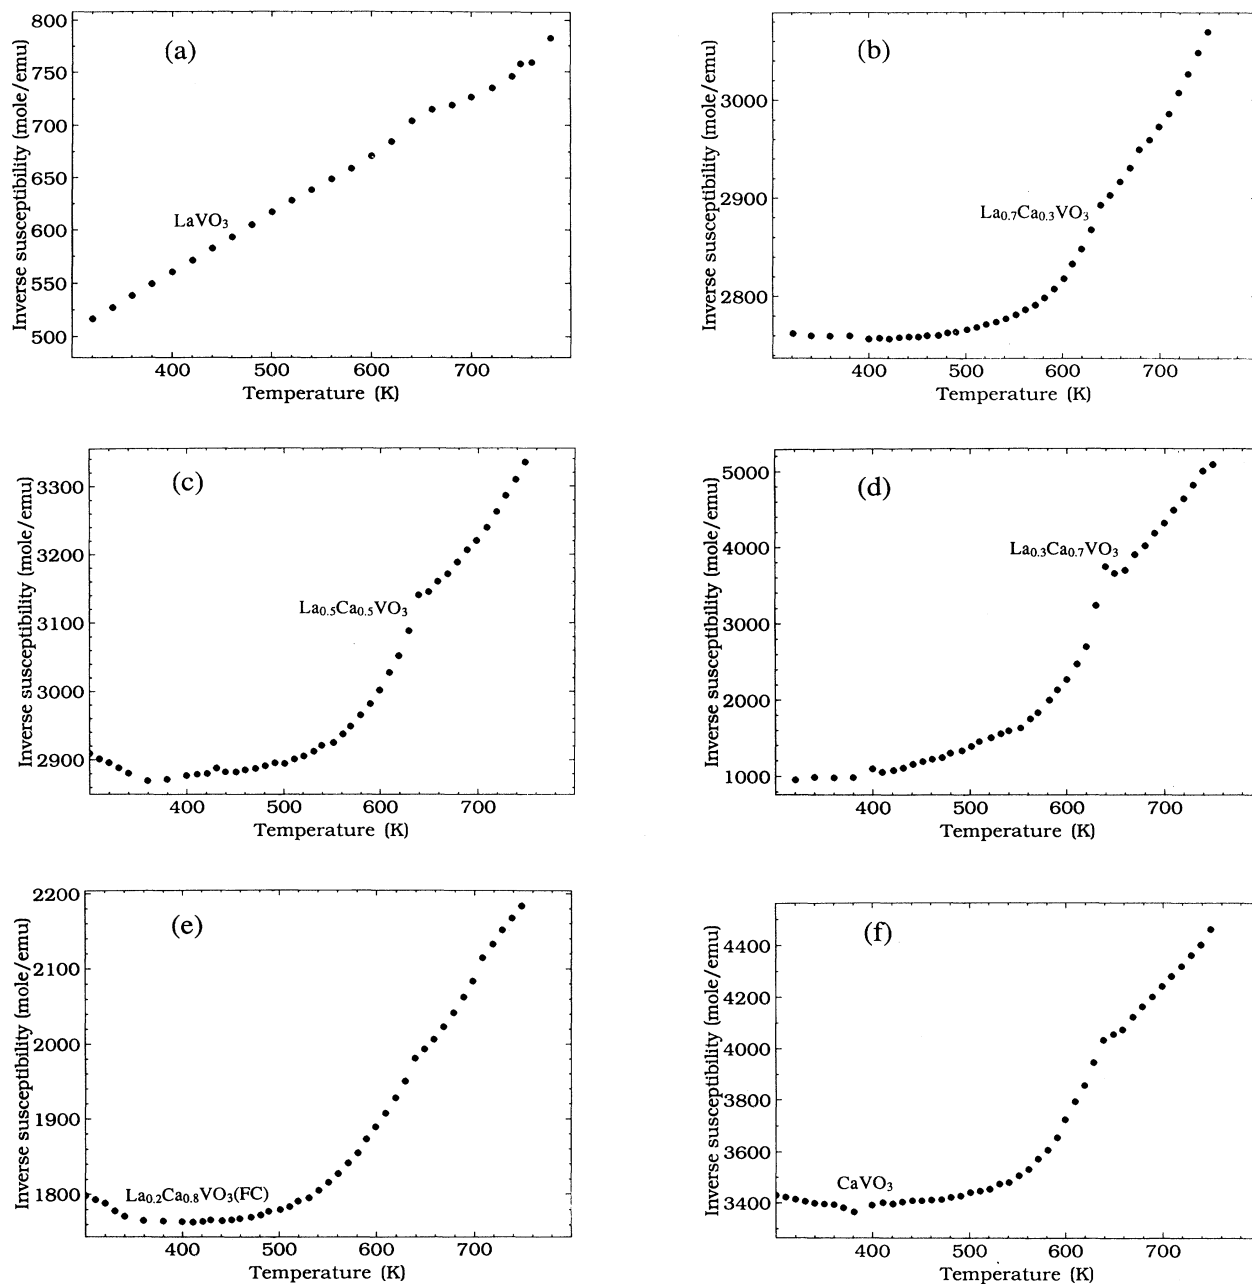 (a)
Inverse susceptibility (mole/emu)
800
750
700
650
600
550
500
LaVO₃
400 500 600 700
Temperature (K)
(b)
Inverse susceptibility (mole/emu)
3000
2900
2800
La₀.₇Ca₀.₃VO₃
400 500 600 700
Temperature (K)
(c)
Inverse susceptibility (mole/emu)
3300
3200
3100
3000
2900
La₀.₅Ca₀.₅VO₃
400 500 600 700
Temperature (K)
(d)
Inverse susceptibility (mole/emu)
5000
4000
3000
2000
1000
La₀.₃Ca₀.₇VO₃
400 500 600 700
Temperature (K)
(e)
Inverse susceptibility (mole/emu)
2200
2100
2000
1900
1800
La₀.₂Ca₀.₈VO₃(FC)
400 500 600 700
Temperature (K)
(f)
Inverse susceptibility (mole/emu)
4400
4200
4000
3800
3600
3400
CaVO₃
400 500 600 700
Temperature (K)